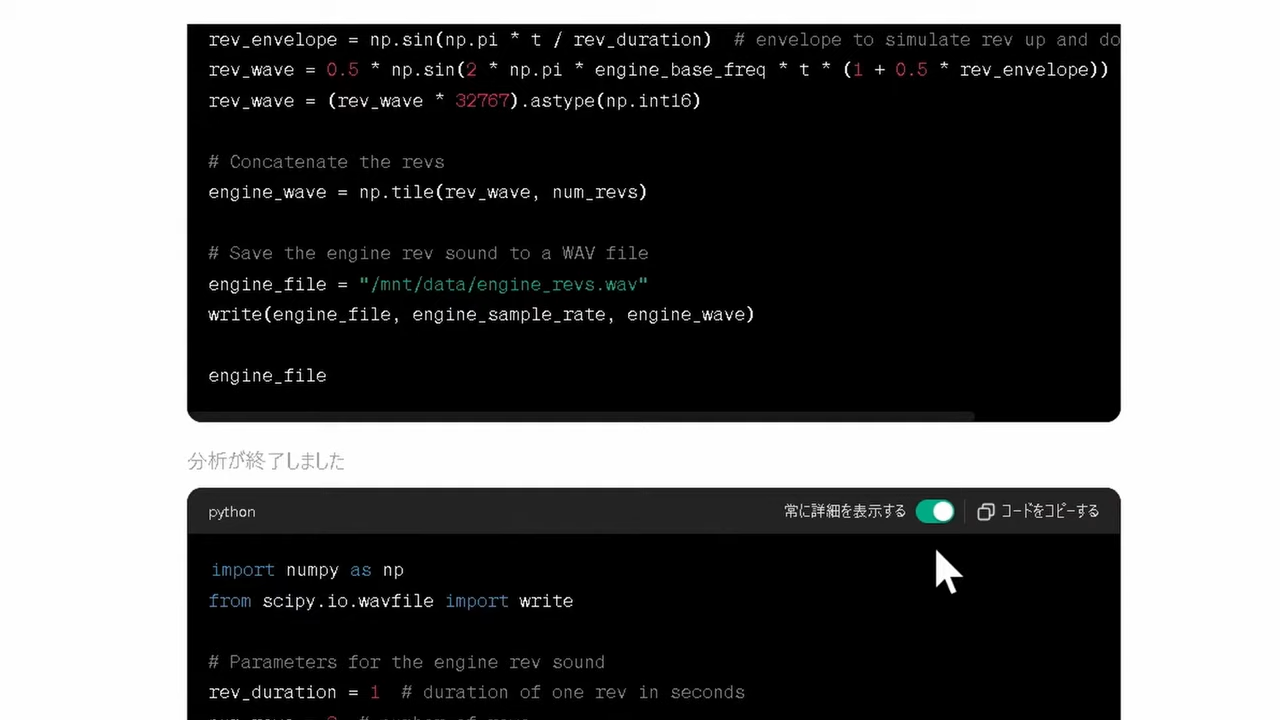 rev_envelope = np.sin(np.pi * t / rev_duration)  # envelope to simulate rev up and do
rev_wave = 0.5 * np.sin(2 * np.pi * engine_base_freq * t * (1 + 0.5 * rev_envelope))
rev_wave = (rev_wave * 32767).astype(np.int16)
# Concatenate the revs
engine_wave = np.tile(rev_wave, num_revs)
# Save the engine rev sound to a WAV file
engine_file = "/mnt/data/engine_revs.wav"
write(engine_file, engine_sample_rate, engine_wave)
engine_file
分析が終了しました
python 常に詳細を表示する コードをコピーする
import numpy as np
from scipy.io.wavfile import write
# Parameters for the engine rev sound
rev_duration = 1  # duration of one rev in seconds